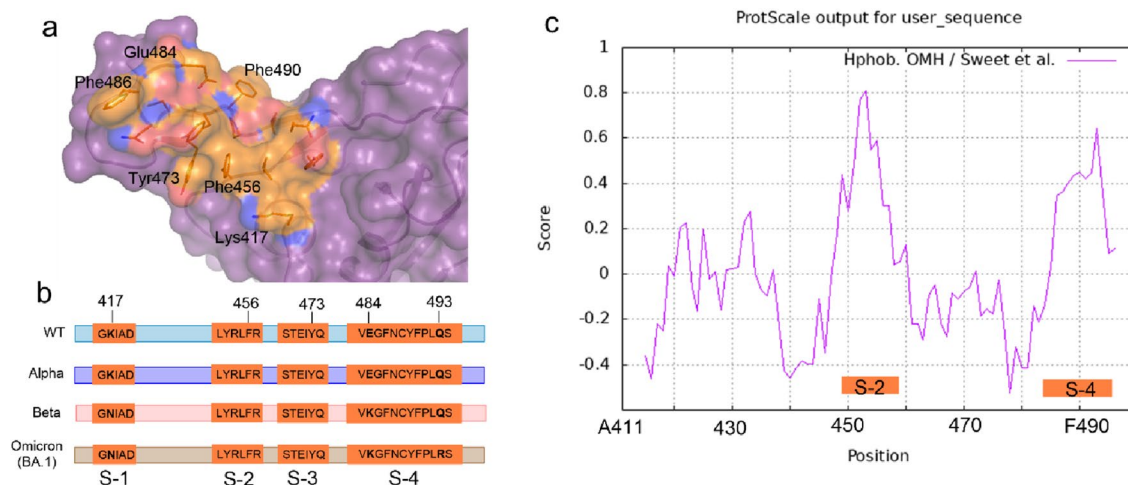 a
Glu484
Phe490
Phe486
Tyr473
Phe456
Lys417
b
417 456 473 484 493
WT GKIAD LYRLFR STEIYQ VEGFNCYFPLQS
Alpha GKIAD LYRLFR STEIYQ VEGFNCYFPLQS
Beta GNIAD LYRLFR STEIYQ VKGFNCYFPLQS
Omicron
(BA.1) GNIAD LYRLFR STEIYQ VKGFNCYFPLRS
S-1 S-2 S-3 S-4
c
ProtScale output for user_sequence
Hphob. OMH / Sweet et al.
1
0.8
0.6
0.4
0.2
0
-0.2
-0.4
Score
S-2 S-4
A411 430 450 470 F490
Position